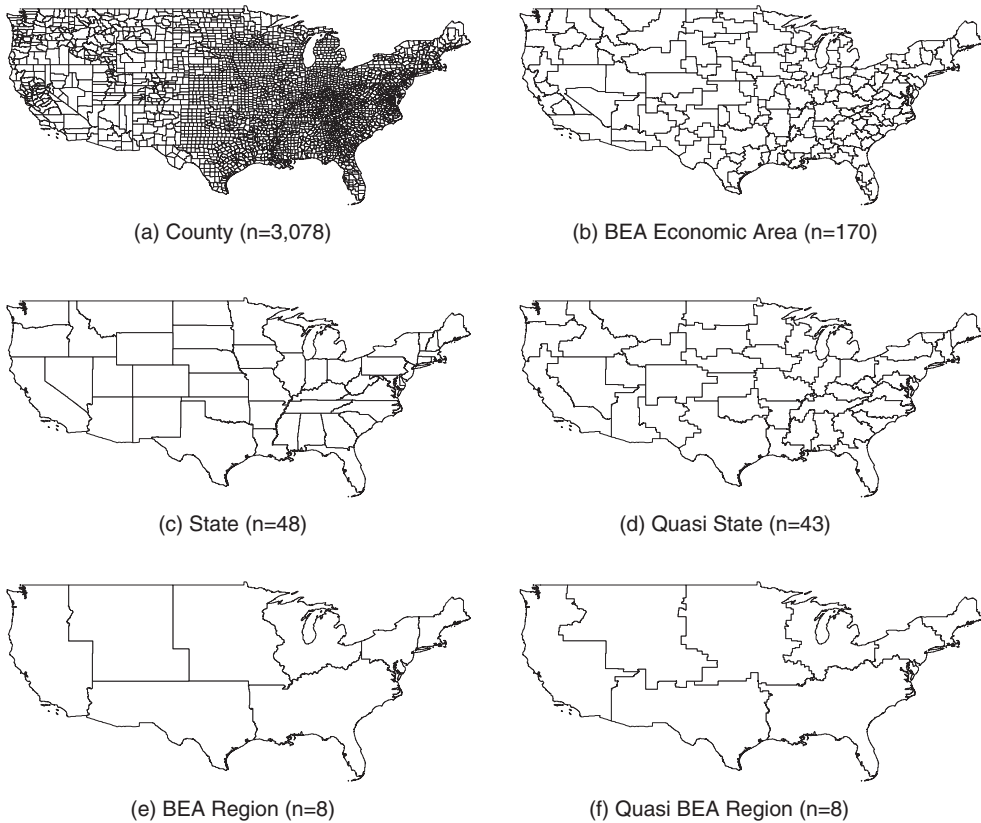 (a) County (n=3,078)
(b) BEA Economic Area (n=170)
(c) State (n=48)
(d) Quasi State (n=43)
(e) BEA Region (n=8)
(f) Quasi BEA Region (n=8)